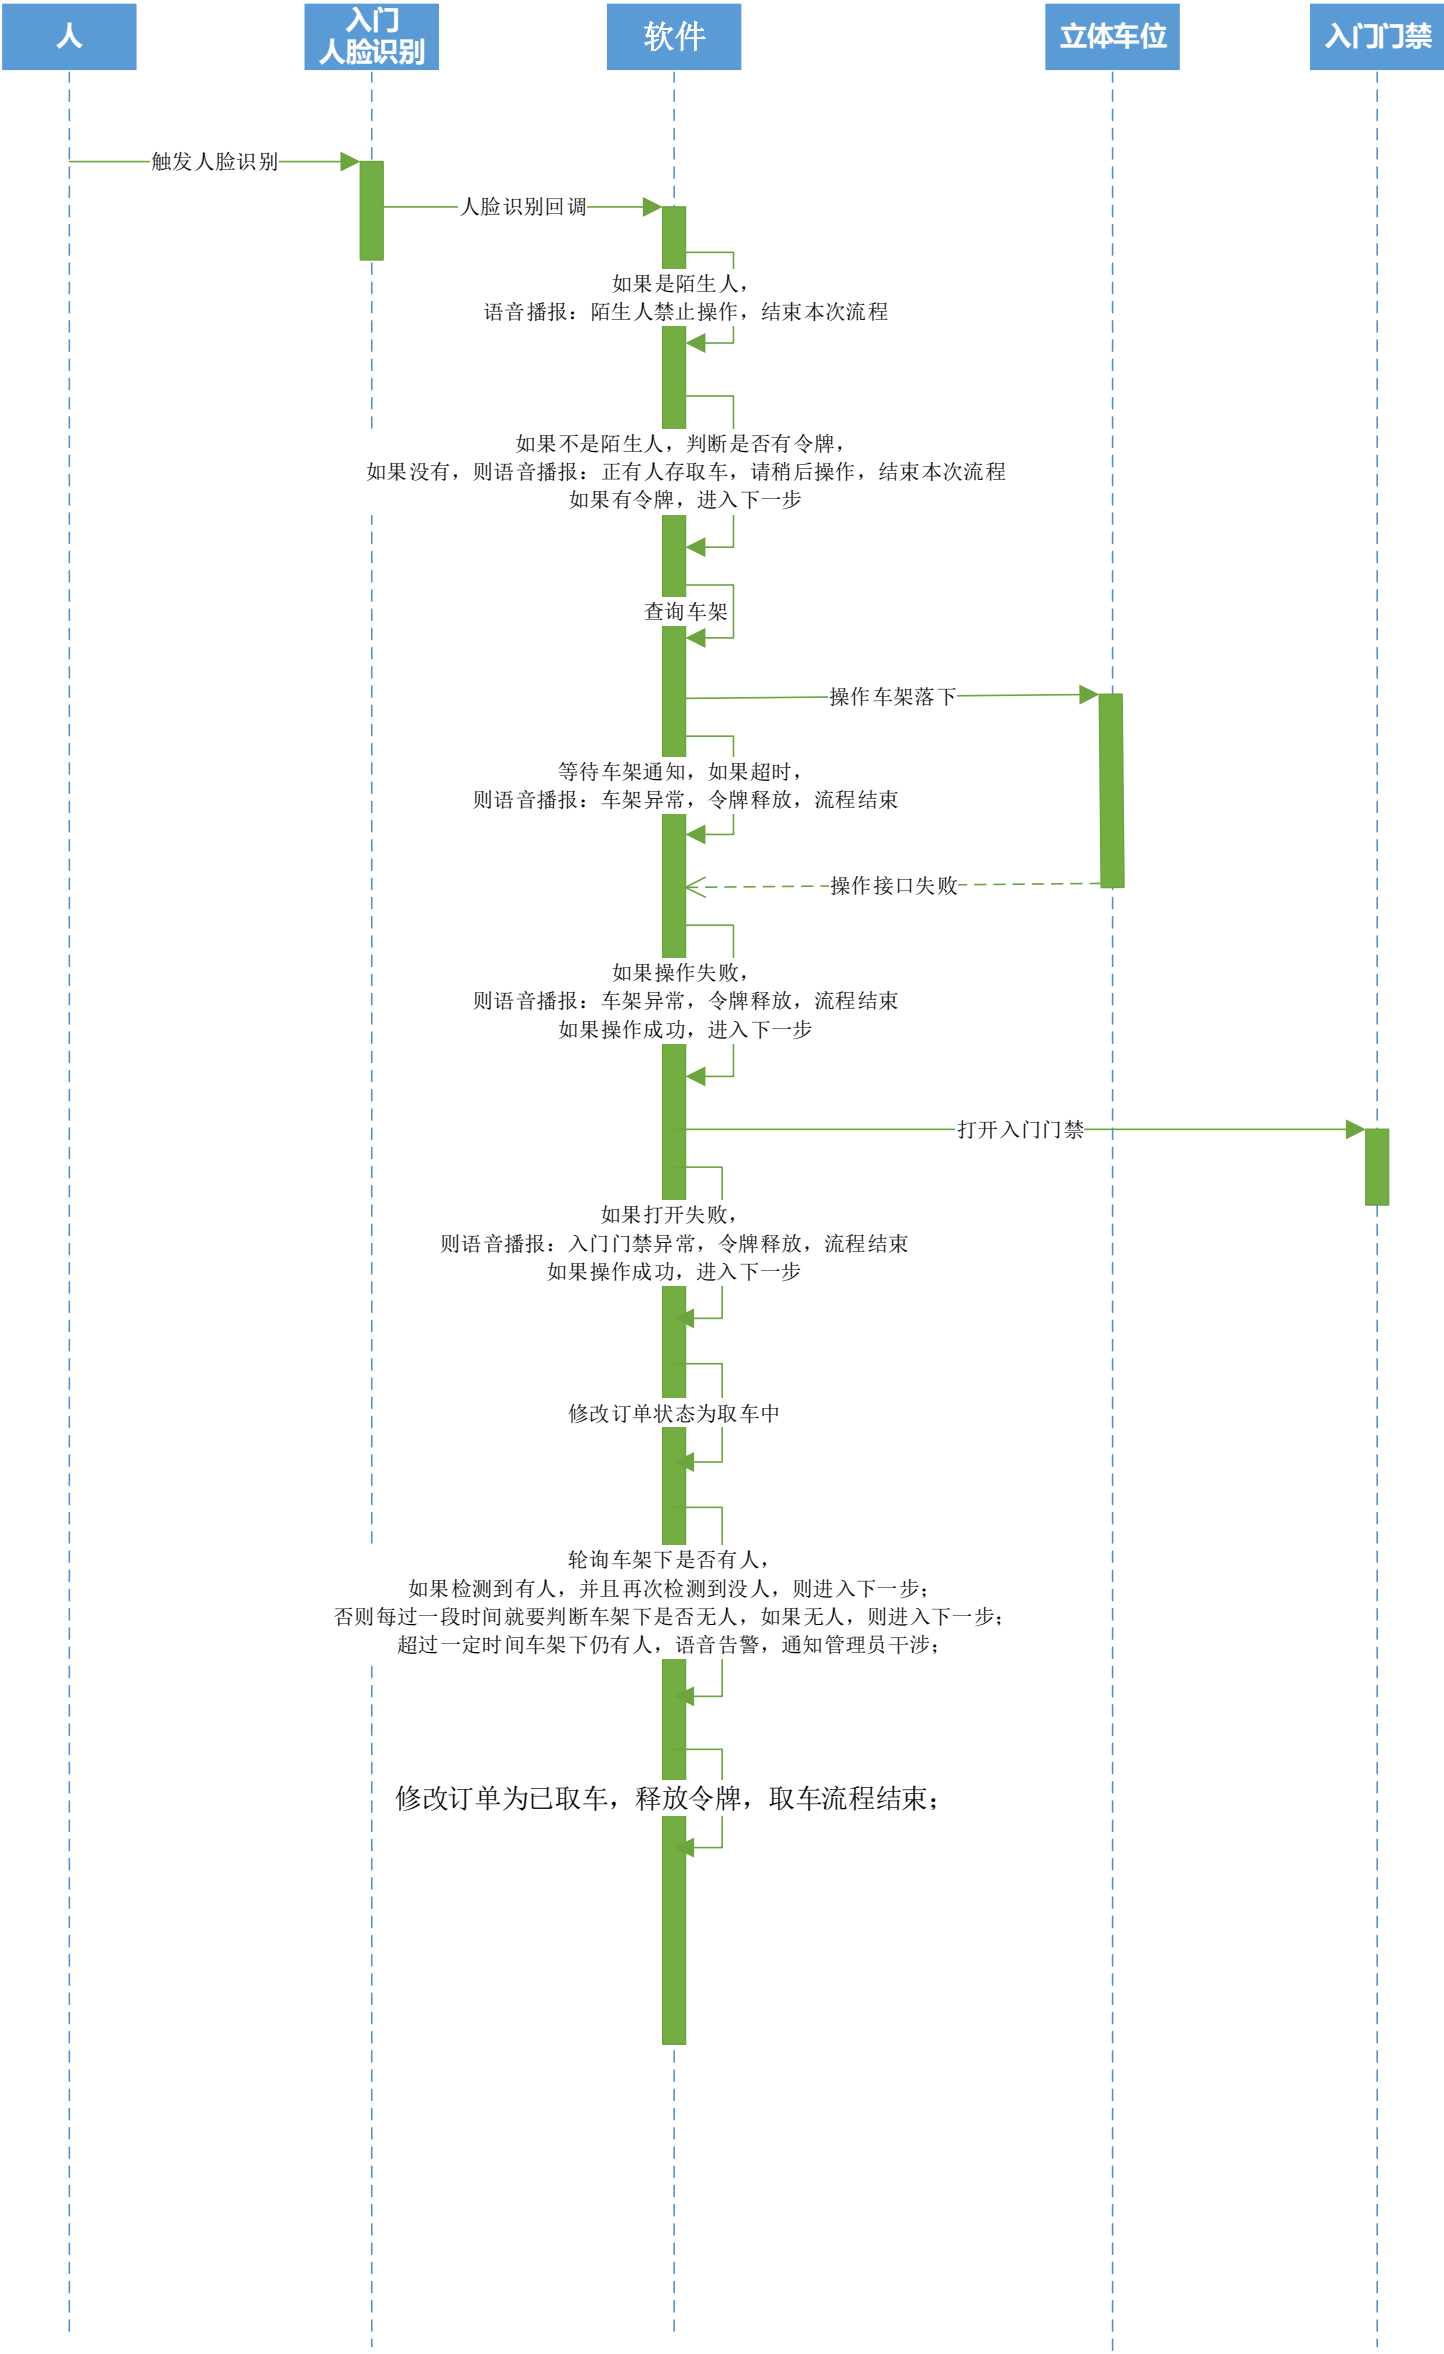 人
入门
人脸识别
软件
立体车位
入门门禁
触发人脸识别
人脸识别回调
如果是陌生人，
语音播报：陌生人禁止操作，结束本次流程
如果不是陌生人，判断是否有令牌，
如果没有，则语音播报：正有人存取车，请稍后操作，结束本次流程
如果有令牌，进入下一步
查询车架
操作车架落下
等待车架通知，如果超时，
则语音播报：车架异常，令牌释放，流程结束
操作接口失败
如果操作失败，
则语音播报：车架异常，令牌释放，流程结束
如果操作成功，进入下一步
打开入门门禁
如果打开失败，
则语音播报：入门门禁异常，令牌释放，流程结束
如果操作成功，进入下一步
修改订单状态为取车中
轮询车架下是否有人，
如果检测到有人，并且再次检测到没人，则进入下一步；
否则每过一段时间就要判断车架下是否无人，如果无人，则进入下一步；
超过一定时间车架下仍有人，语音告警，通知管理员干涉；
修改订单为已取车，释放令牌，取车流程结束；